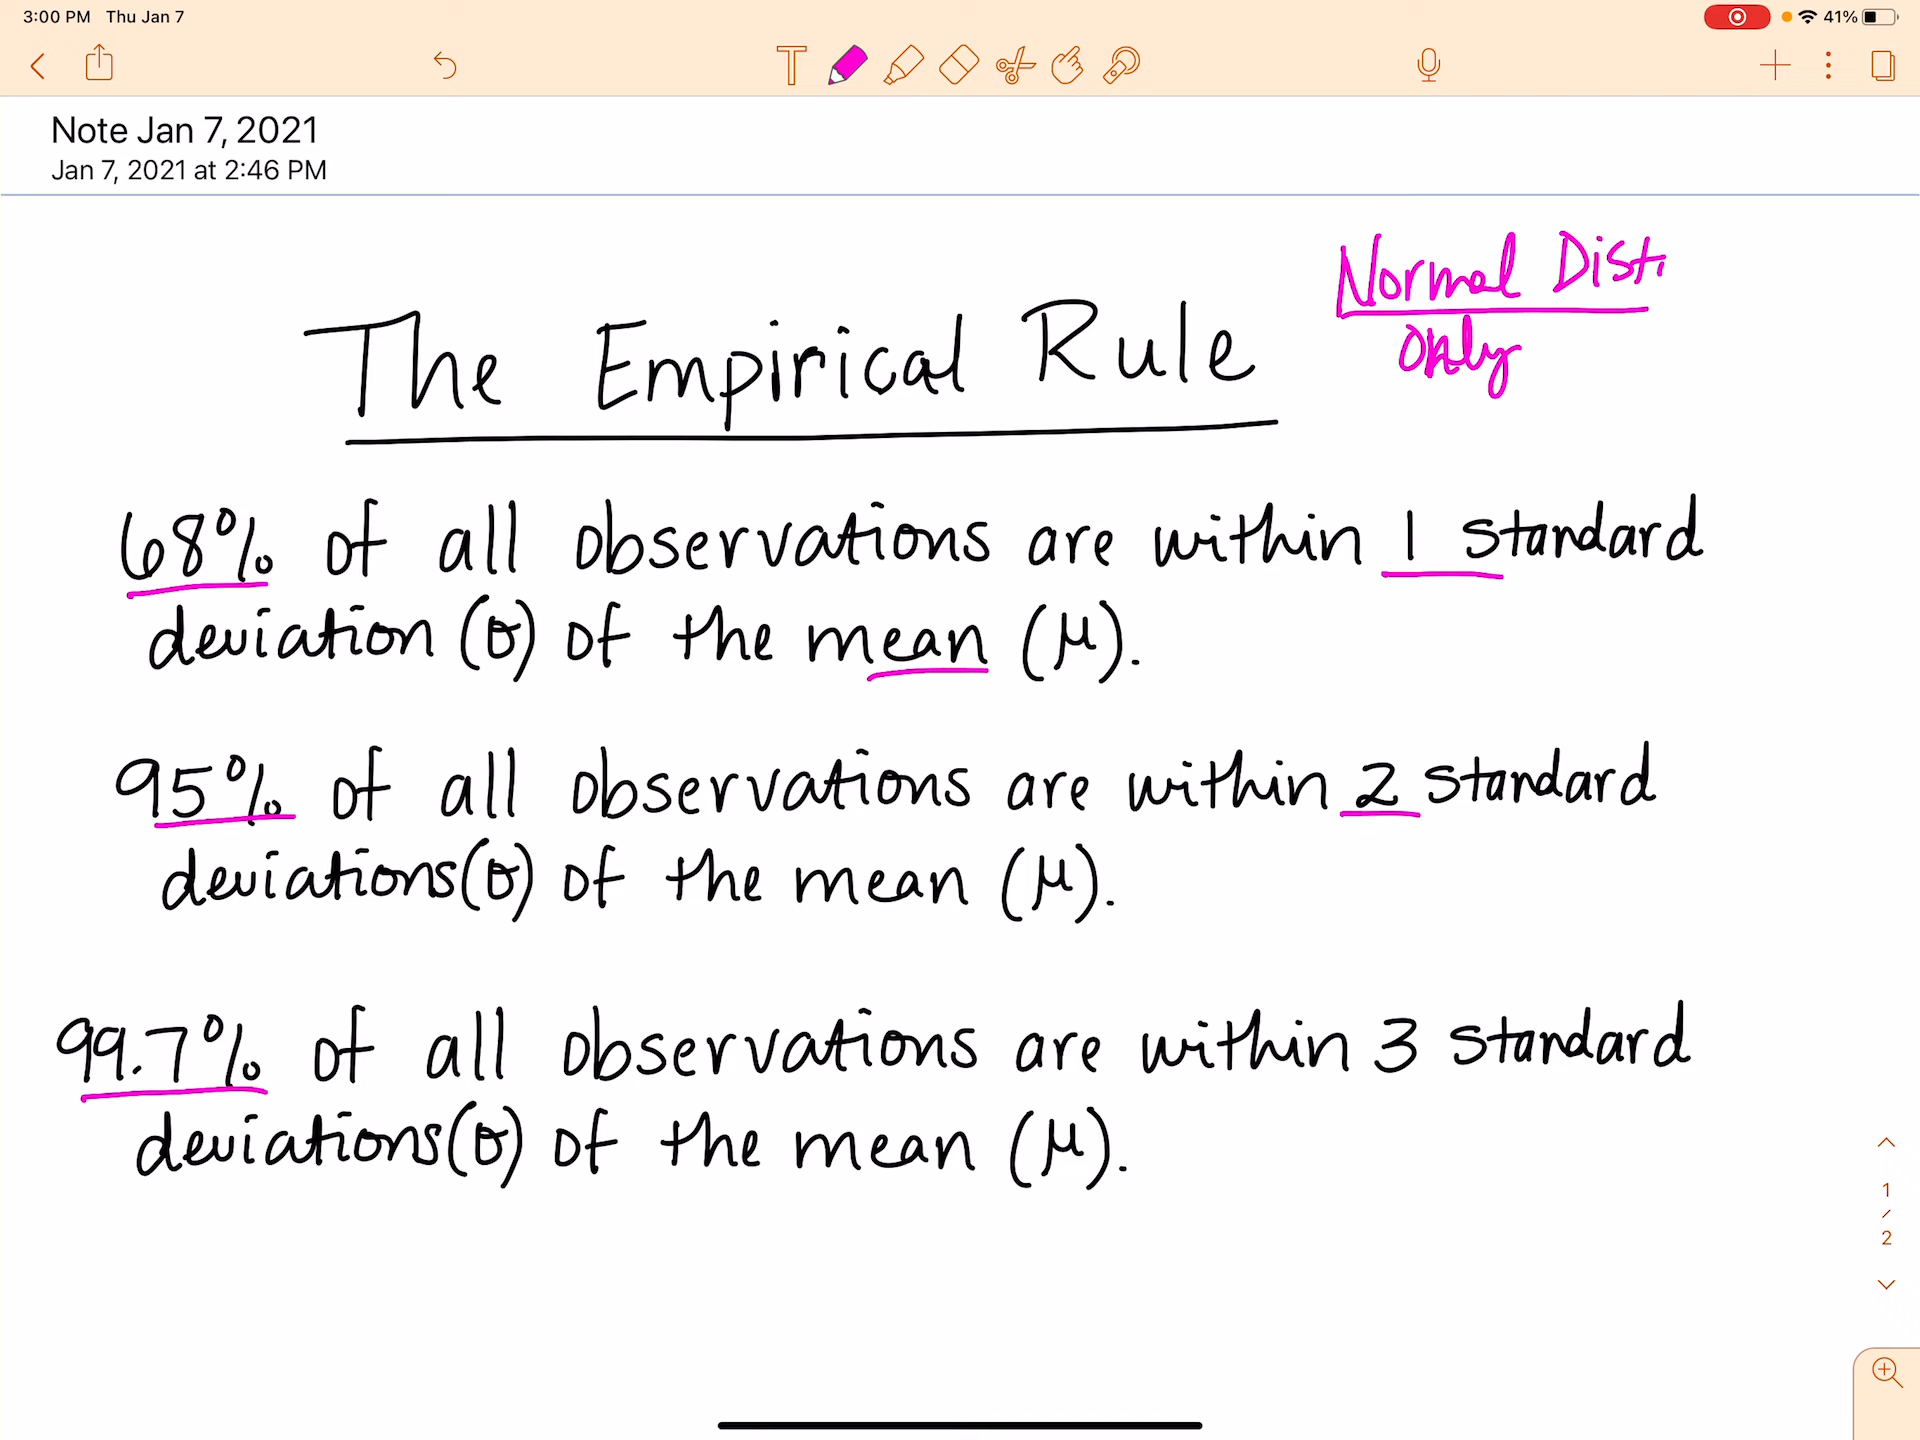 3:00 PM Thu Jan 7
41%
Note Jan 7, 2021
Jan 7, 2021 at 2:46 PM
Normal Dist.
only
The Empirical Rule
68% of all observations are within 1 standard
deviation (σ) of the mean (μ).
95% of all observations are within 2 standard
deviations(σ) of the mean (μ).
99.7% of all observations are within 3 standard
deviations(σ) of the mean (μ).
1
/
2